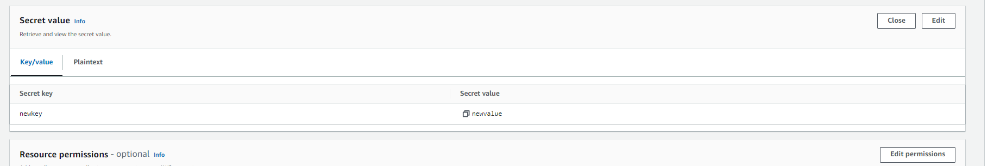 Secret value Info
Close
Edit
Retrieve and view the secret value.
Key/value
Plaintext
Secret key
Secret value
newkey
newvalue
Resource permissions - optional Info
Edit permissions